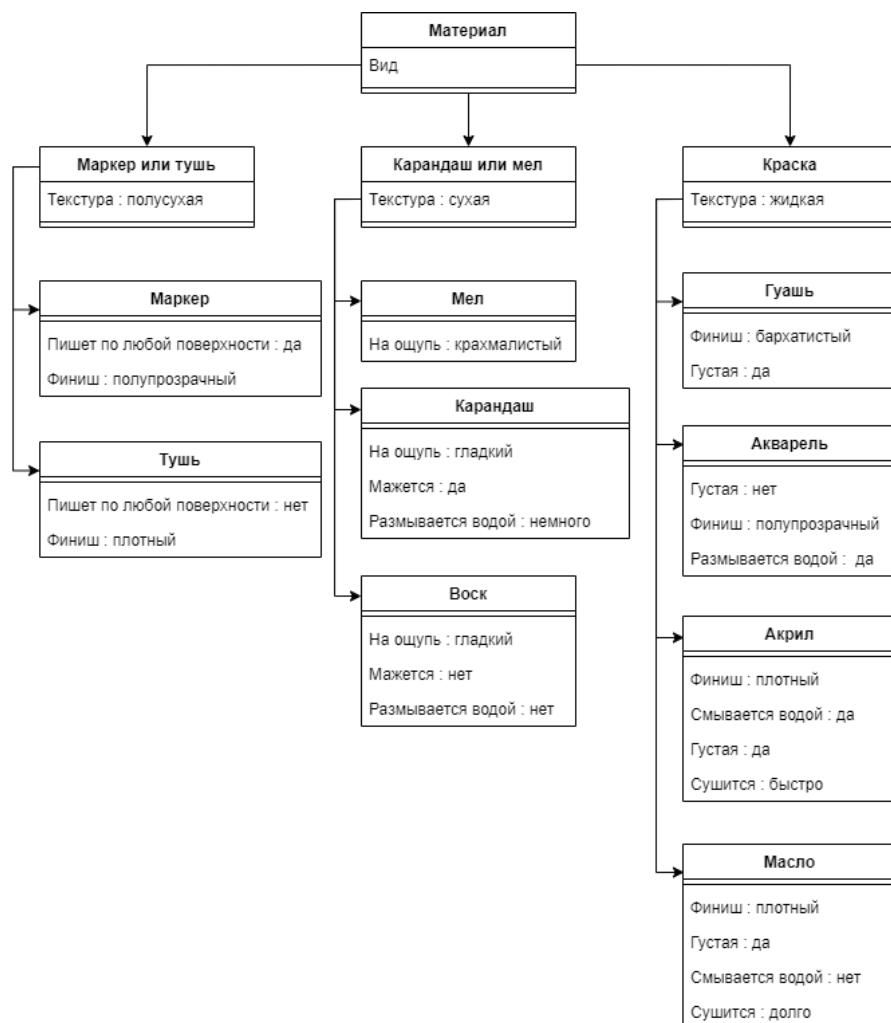 Материал
Вид
Маркер или тушь
Текстура : полусухая
Маркер
Пишет по любой поверхности : да
Финиш : полупрозрачный
Тушь
Пишет по любой поверхности : нет
Финиш : плотный
Карандаш или мел
Текстура : сухая
Мел
На ощупь : крахмалистый
Карандаш
На ощупь : гладкий
Мажется : да
Размывается водой : немного
Воск
На ощупь : гладкий
Мажется : нет
Размывается водой : нет
Краска
Текстура : жидкая
Гуашь
Финиш : бархатистый
Густая : да
Акварель
Густая : нет
Финиш : полупрозрачный
Размывается водой : да
Акрил
Финиш : плотный
Смывается водой : да
Густая : да
Сушится : быстро
Масло
Финиш : плотный
Густая : да
Смывается водой : нет
Сушится : долго